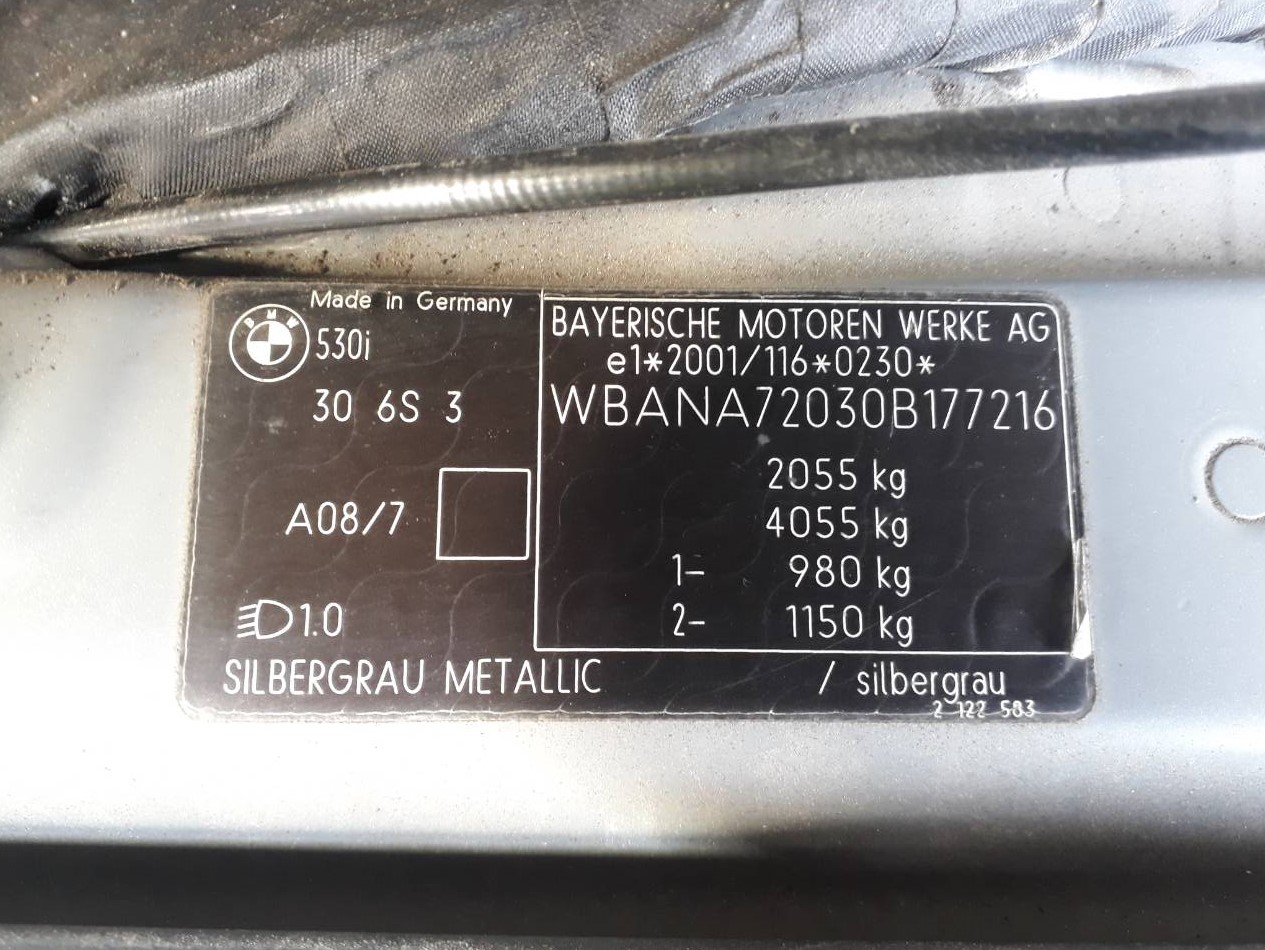 Made in Germany
BMW
530i
30 6S 3
A08/7
1.0
BAYERISCHE MOTOREN WERKE AG
e1*2001/116*0230*
WBANA72030B177216
2055 kg
4055 kg
1- 980 kg
2- 1150 kg
SILBERGRAU METALLIC / silbergrau
2 122 583